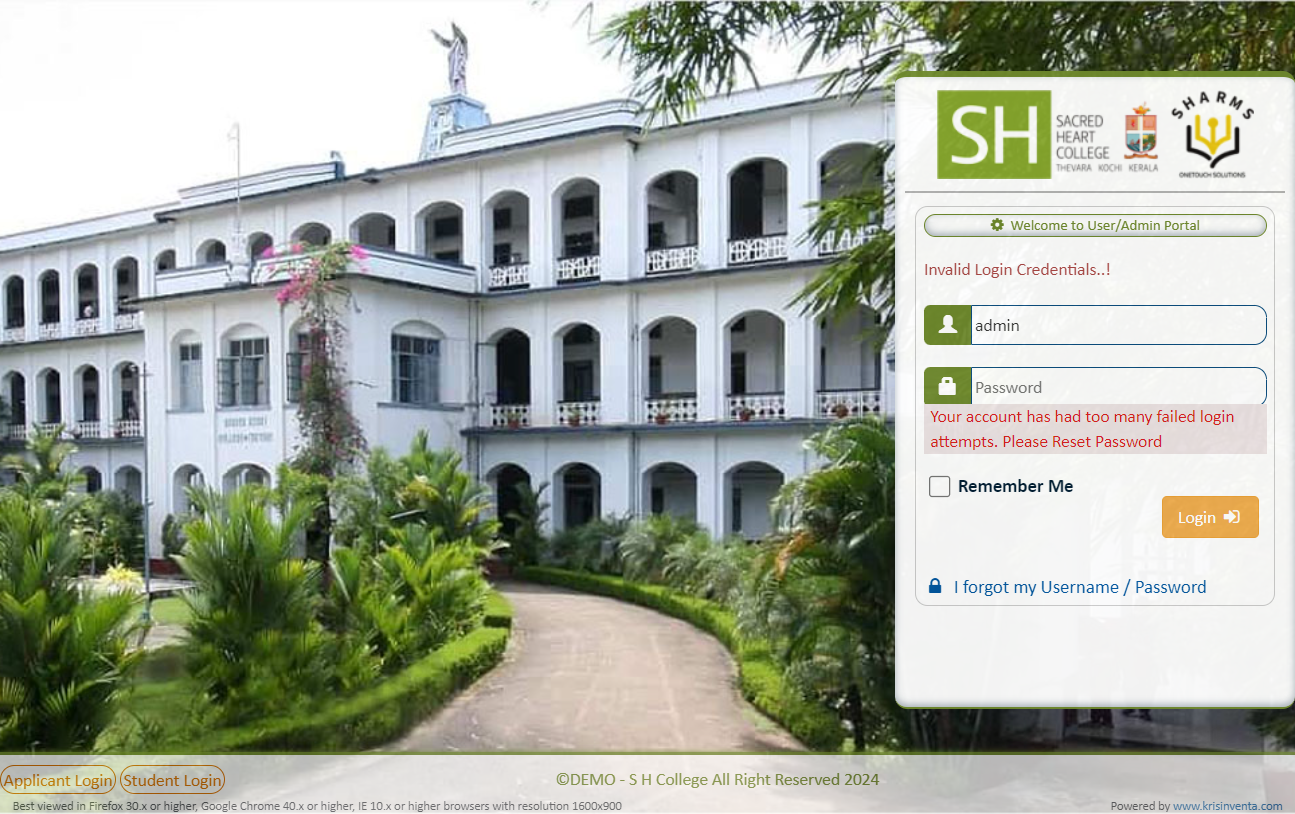 SH
SACRED
HEART
COLLEGE
THEVARA KOCHI KERALA
SHARMS
ONETOUCH SOLUTIONS
Welcome to User/Admin Portal
Invalid Login Credentials..!
admin
Password
Your account has had too many failed login
attempts. Please Reset Password
Remember Me
Login
I forgot my Username / Password
Applicant Login Student Login
©DEMO - S H College All Right Reserved 2024
Best viewed in Firefox 30.x or higher, Google Chrome 40.x or higher, IE 10.x or higher browsers with resolution 1600x900
Powered by www.krisinventa.com